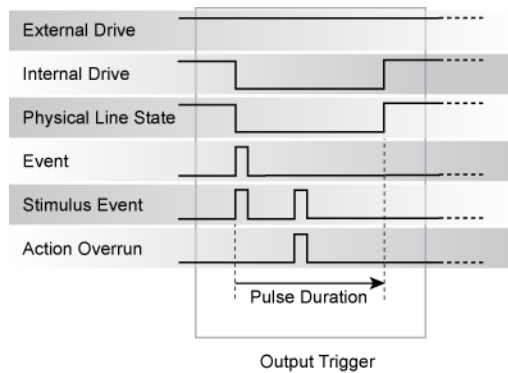 External Drive
Internal Drive
Physical Line State
Event
Stimulus Event
Action Overrun
Pulse Duration
Output Trigger